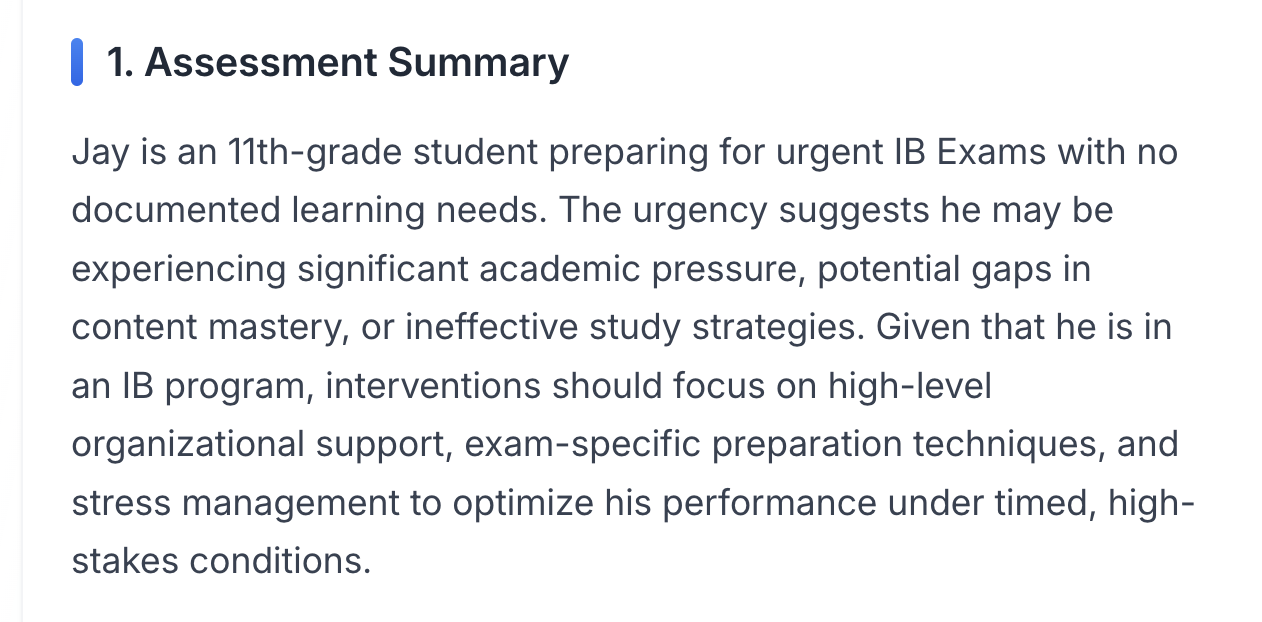 1. Assessment Summary
Jay is an 11th-grade student preparing for urgent IB Exams with no
documented learning needs. The urgency suggests he may be
experiencing significant academic pressure, potential gaps in
content mastery, or ineffective study strategies. Given that he is in
an IB program, interventions should focus on high-level
organizational support, exam-specific preparation techniques, and
stress management to optimize his performance under timed, high-
stakes conditions.